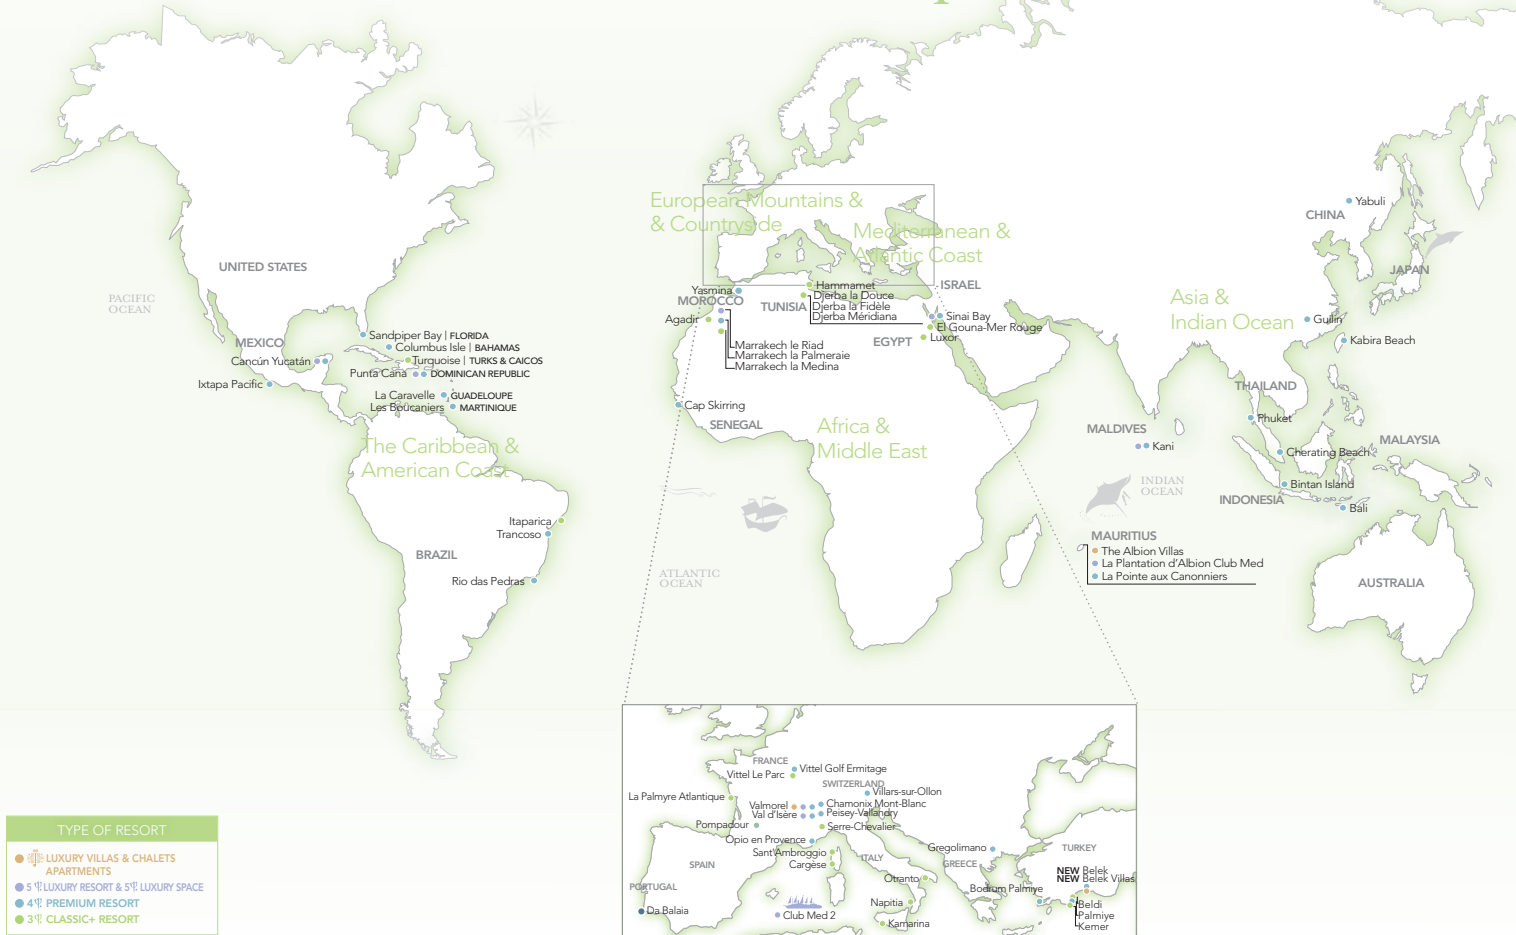 European Mountains &
& Countryside
Mediterranean &
Atlantic Coast
Asia &
Indian Ocean
The Caribbean &
American Coast
Africa &
Middle East
PACIFIC
OCEAN
UNITED STATES
MEXICO
Cancún Yucatán
Ixtapa Pacific
Sandpiper Bay | FLORIDA
Columbus Isle | BAHAMAS
Turquoise | TURKS & CAICOS
Punta Cana
DOMINICAN REPUBLIC
La Caravelle
GUADELOUPE
Les Boucaniers
MARTINIQUE
Itaparica
Trancoso
BRAZIL
Rio das Pedras
ATLANTIC
OCEAN
Yasmina
MOROCCO
Agadir
Marrakech le Riad
Marrakech la Palmeraie
Marrakech la Medina
TUNISIA
Hammamet
Djerba la Douce
Djerba la Fidèle
Djerba Méridiana
ISRAEL
Sinai Bay
El Gouna-Mer Rouge
Luxor
EGYPT
Cap Skirring
SENEGAL
CHINA
Yabuli
JAPAN
Guilin
Kabira Beach
THAILAND
Phuket
MALDIVES
Kani
MALAYSIA
Cherating Beach
Bintan Island
INDONESIA
Bali
INDIAN
OCEAN
MAURITIUS
The Albion Villas
La Plantation d'Albion Club Med
La Pointe aux Canonniers
AUSTRALIA
FRANCE
Vittel Golf Ermitage
Vittel Le Parc
SWITZERLAND
Villars-sur-Ollon
La Palmyre Atlantique
Valmorel
Chamonix Mont-Blanc
Val d'Isère
Peisey-Vallandry
Pompadour
Serre-Chevalier
Opio en Provence
Sant'Ambroggio
Cargèse
ITALY
SPAIN
PORTUGAL
Da Balaia
Club Med 2
Otranto
Napitia
Kamarina
Gregolimano
GREECE
TURKEY
NEW Belek
NEW Belek Villas
Bodrum Palmiye
Beldi
Palmiye
Kemer
TYPE OF RESORT
LUXURY VILLAS & CHALETS
APARTMENTS
5 LUXURY RESORT & 5 LUXURY SPACE
4 PREMIUM RESORT
3 CLASSIC+ RESORT